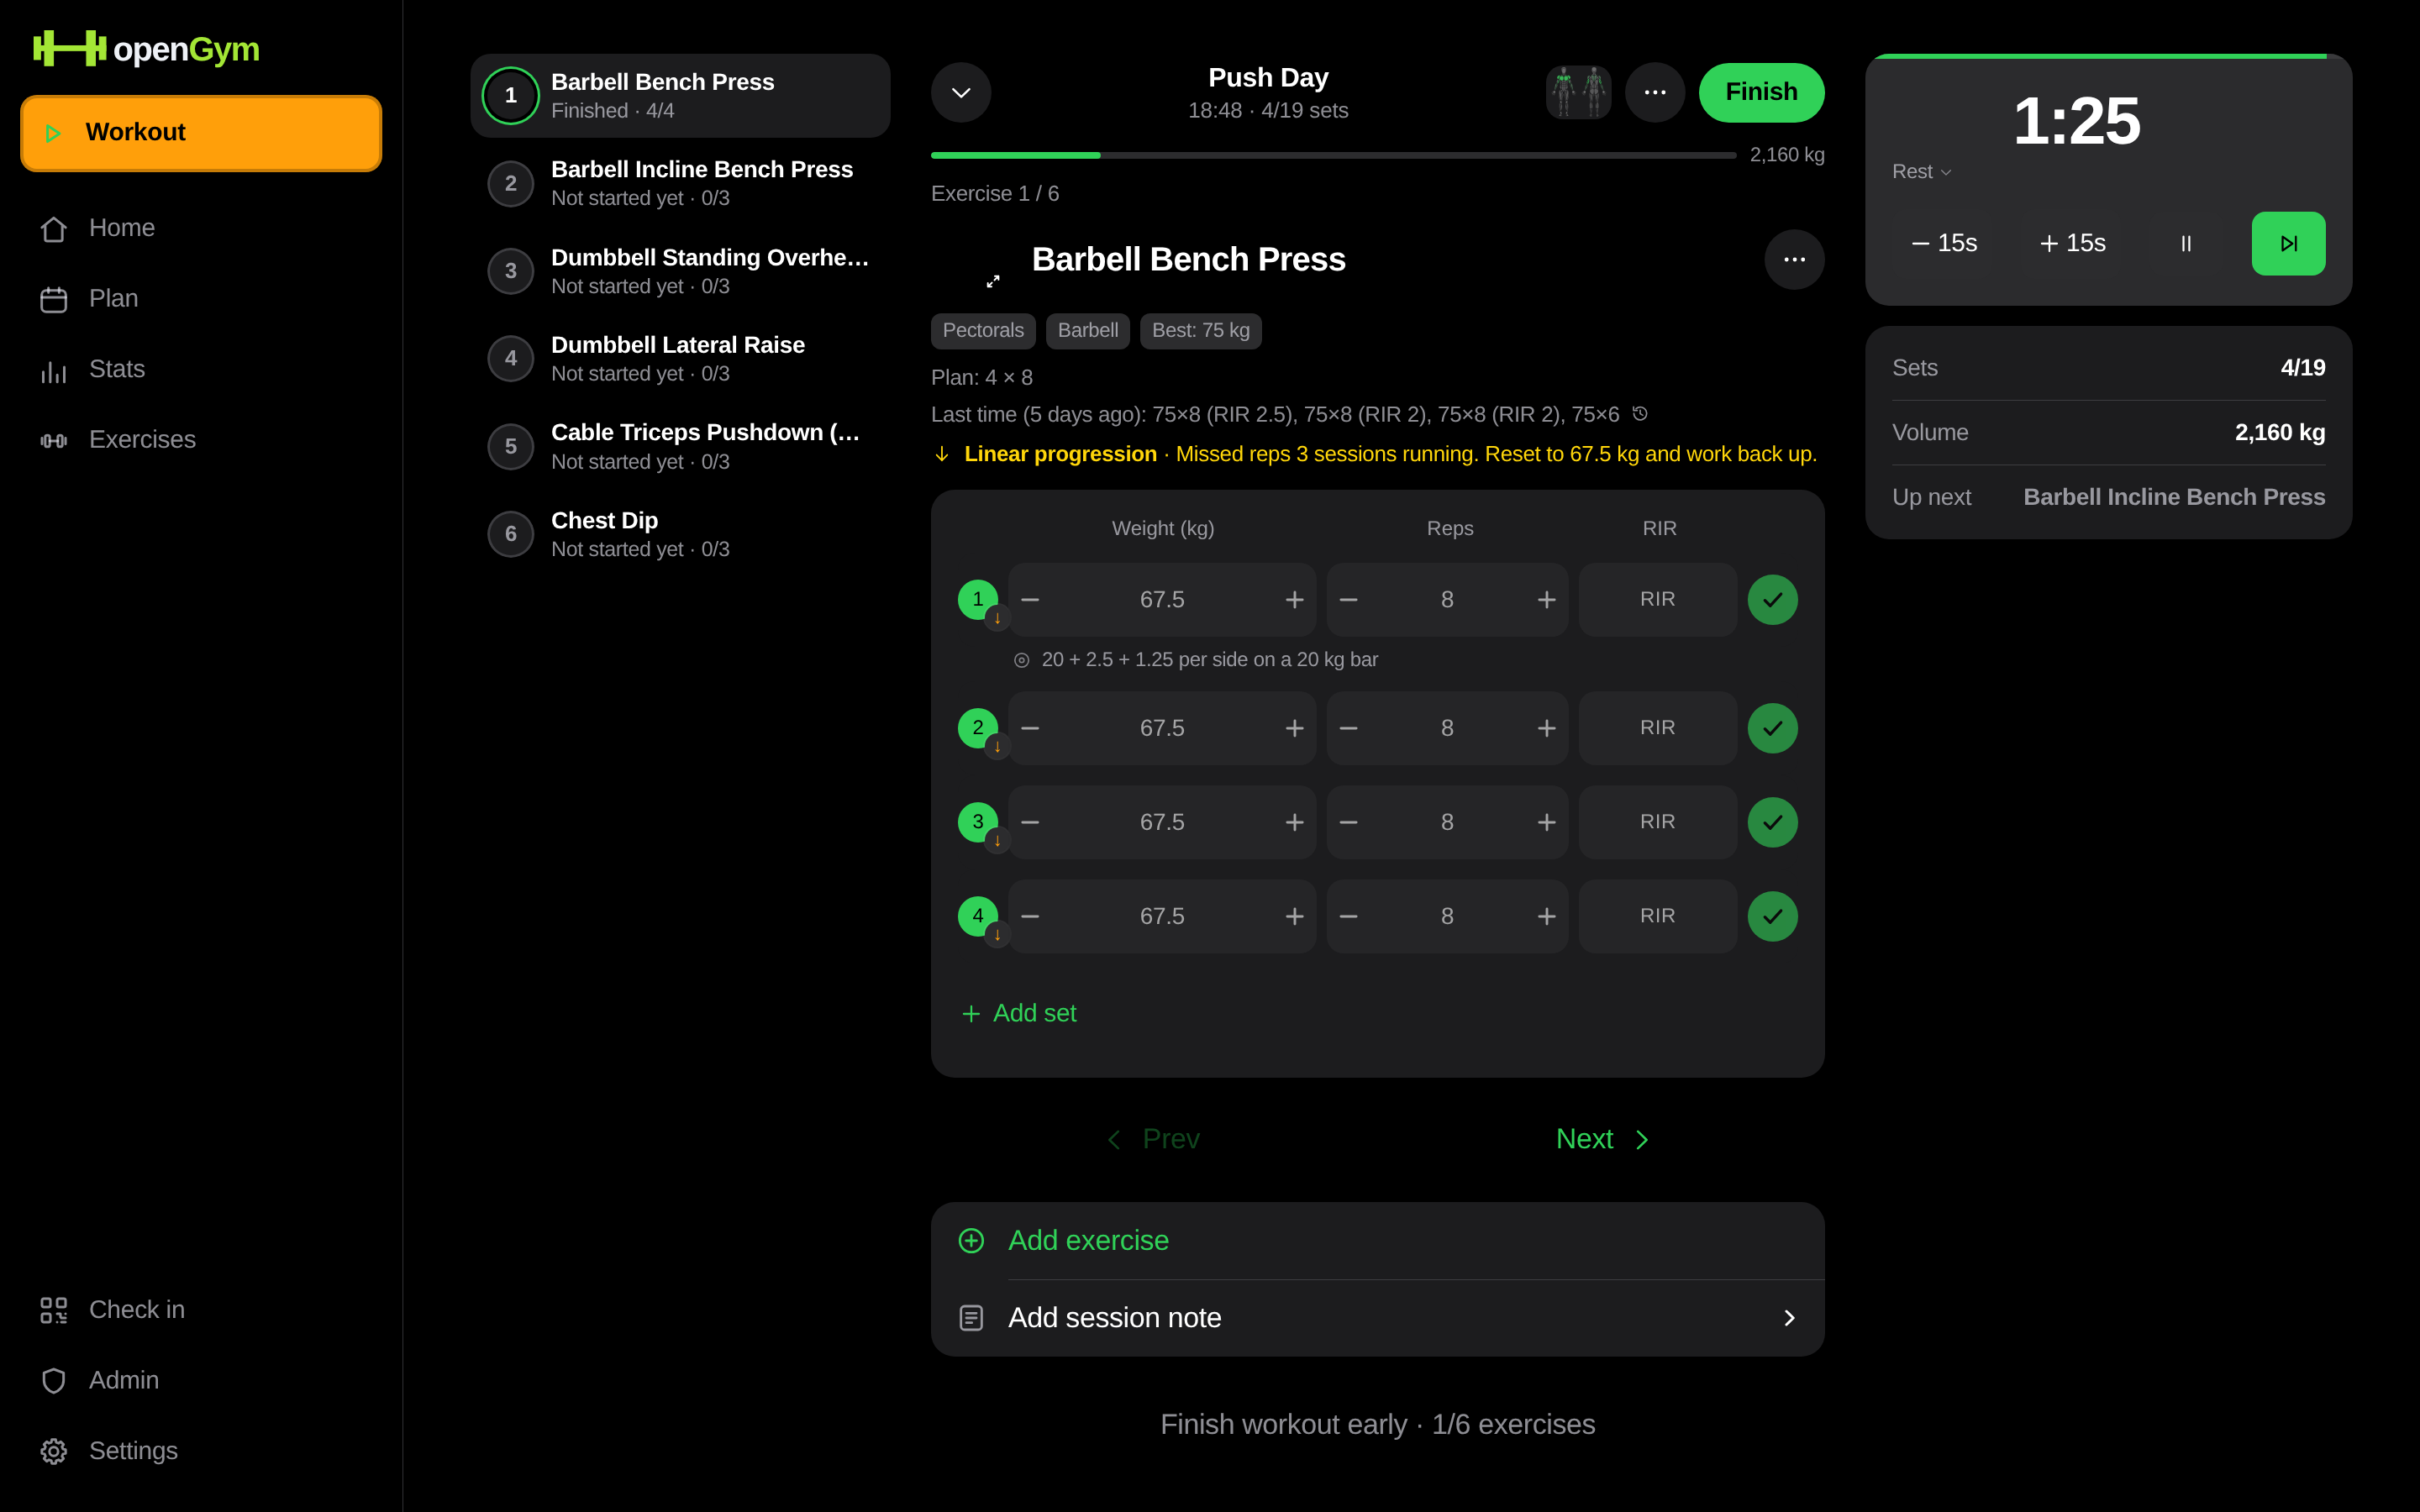 openGym
Workout
Home
Plan
Stats
Exercises
Check in
Admin
Settings
1
Barbell Bench Press
Finished · 4/4
2
Barbell Incline Bench Press
Not started yet · 0/3
3
Dumbbell Standing Overhe…
Not started yet · 0/3
4
Dumbbell Lateral Raise
Not started yet · 0/3
5
Cable Triceps Pushdown (…
Not started yet · 0/3
6
Chest Dip
Not started yet · 0/3
Push Day
18:48 · 4/19 sets
Finish
2,160 kg
Exercise 1 / 6
Barbell Bench Press
Pectorals Barbell Best: 75 kg
Plan: 4 × 8
Last time (5 days ago): 75×8 (RIR 2.5), 75×8 (RIR 2), 75×8 (RIR 2), 75×6
↓ Linear progression · Missed reps 3 sessions running. Reset to 67.5 kg and work back up.
Weight (kg) Reps RIR
1 ↓ − 67.5 + − 8 + RIR
20 + 2.5 + 1.25 per side on a 20 kg bar
2 ↓ − 67.5 + − 8 + RIR
3 ↓ − 67.5 + − 8 + RIR
4 ↓ − 67.5 + − 8 + RIR
+ Add set
Prev Next
Add exercise
Add session note
Finish workout early · 1/6 exercises
1:25
Rest
− 15s + 15s
Sets 4/19
Volume 2,160 kg
Up next Barbell Incline Bench Press